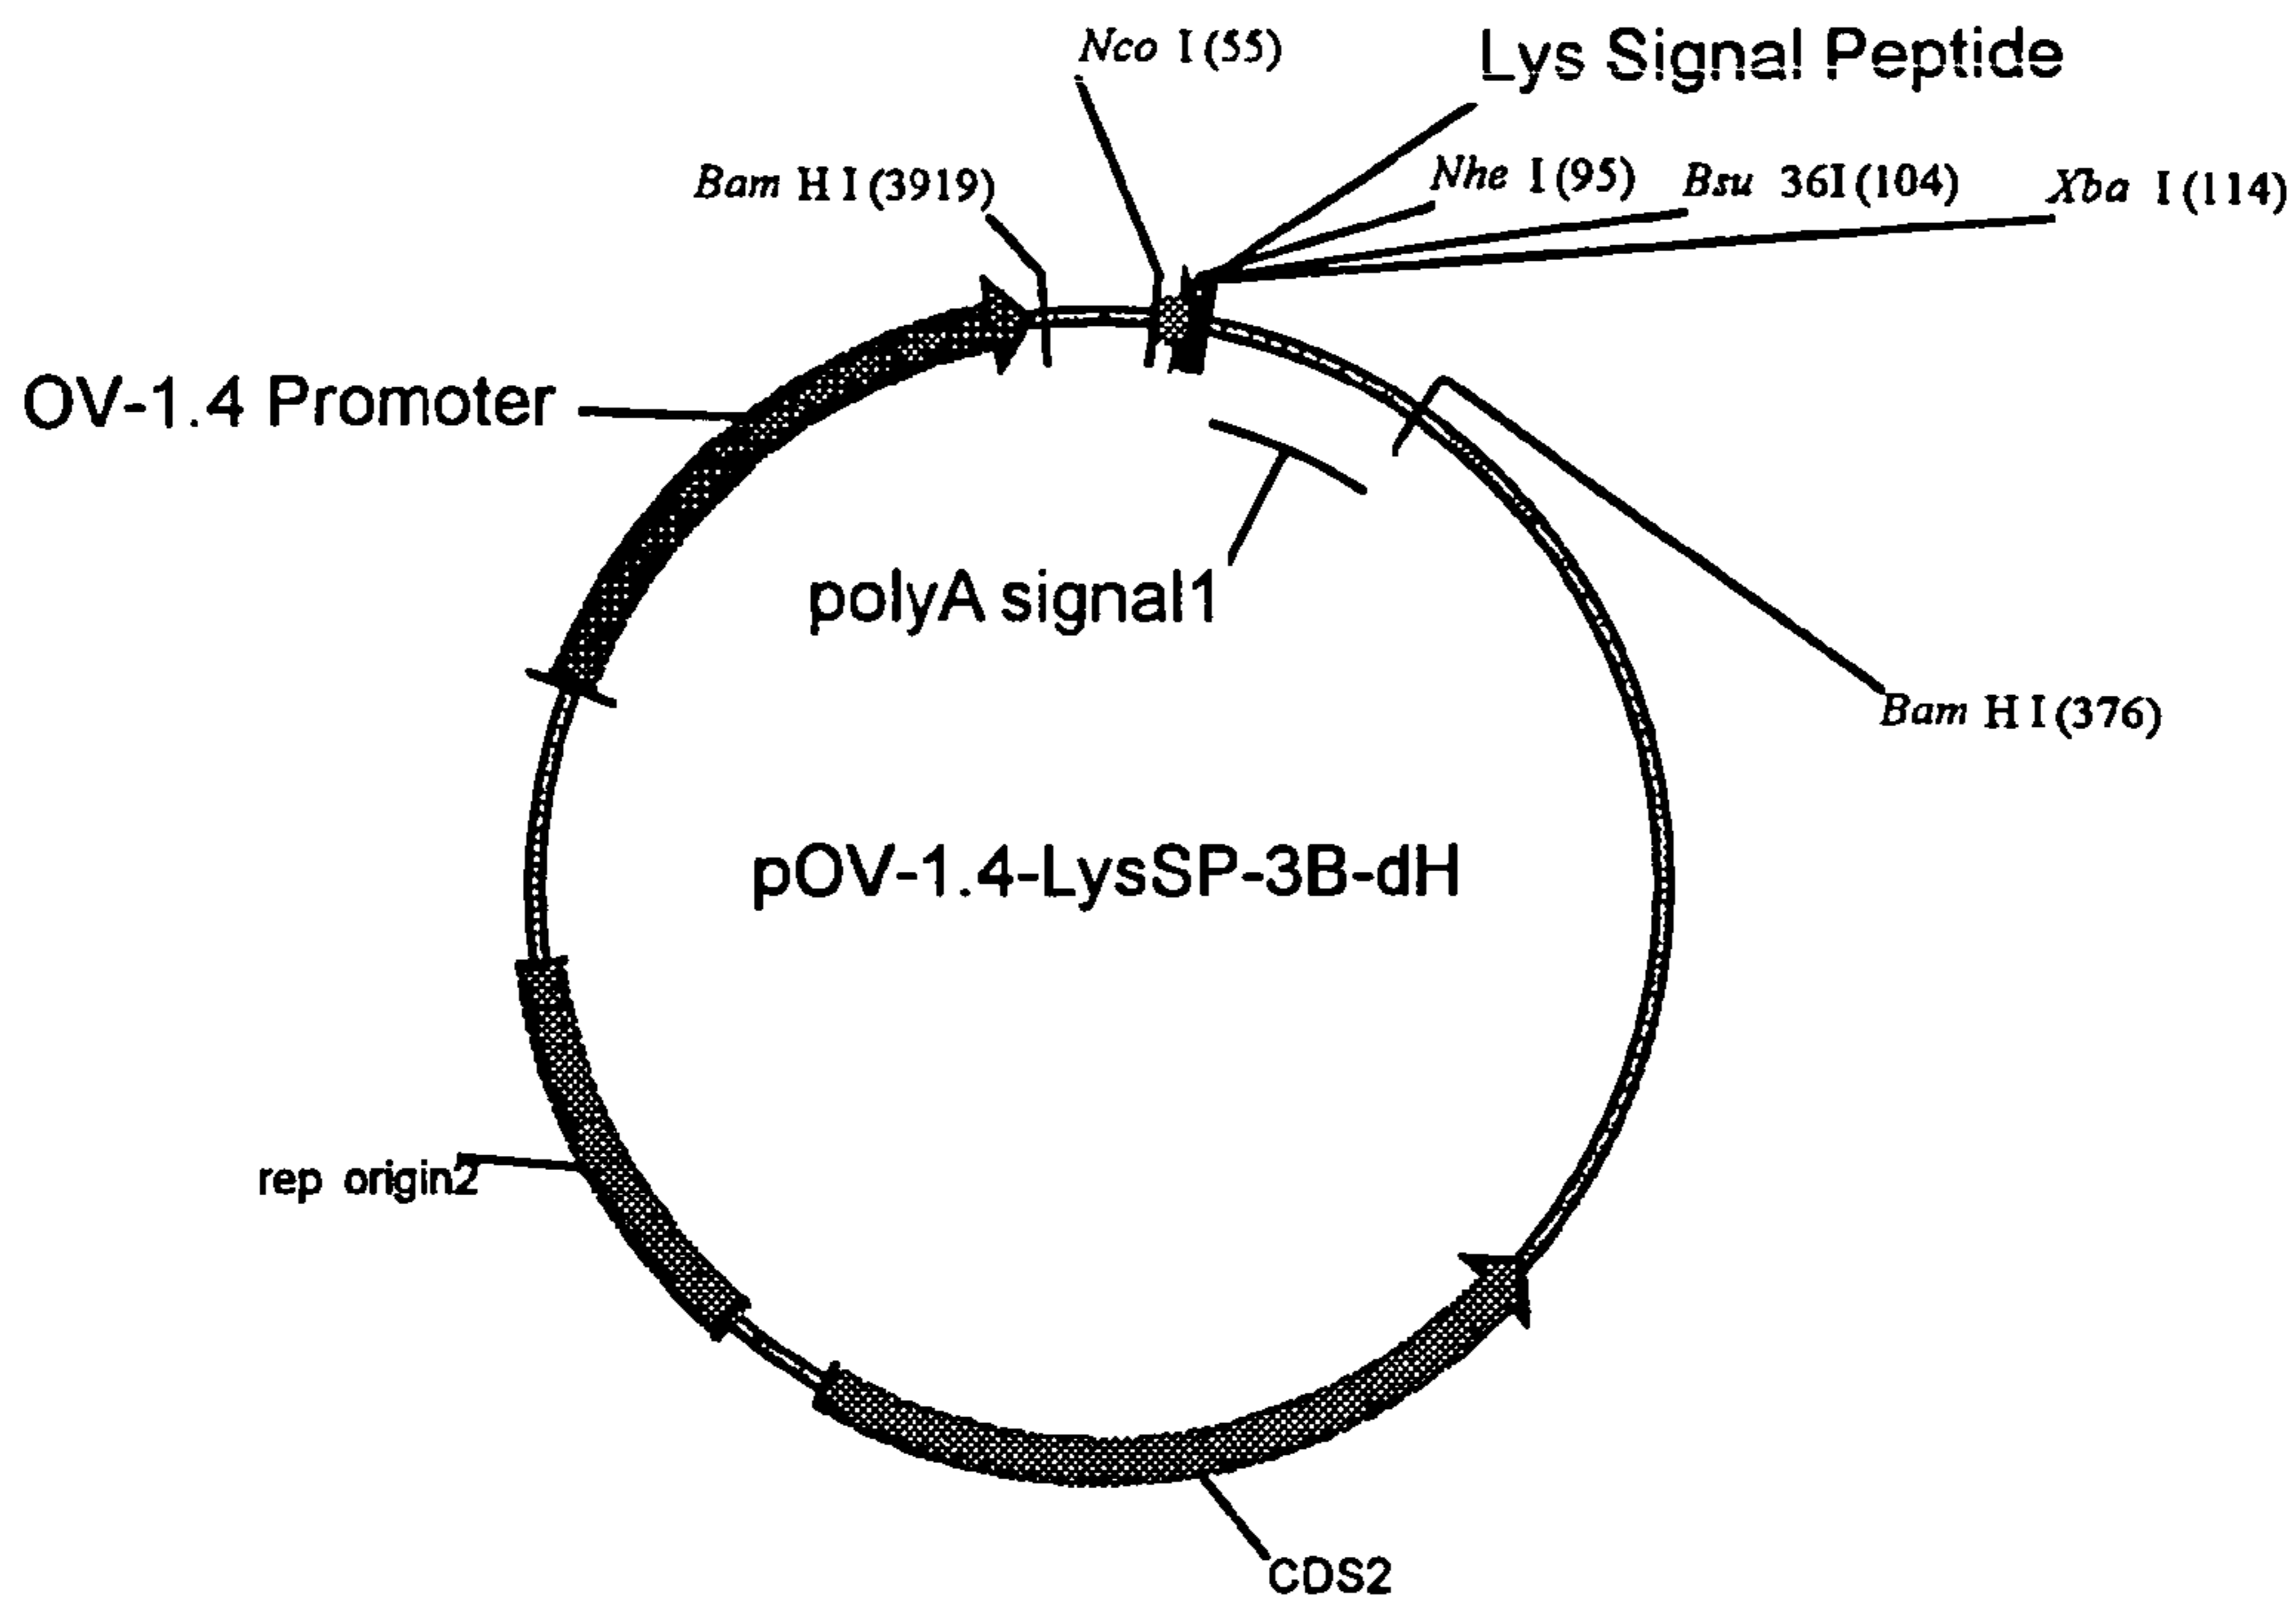 Nco I (55)
Lys Signal Peptide
Bam H I (3919)
Nhe I (95)
Bsu 36I (104)
Xba I (114)
OV-1.4 Promoter
polyA signal1
Bam H I (376)
pOV-1.4-LysSP-3B-dH
rep origin2
CDS2